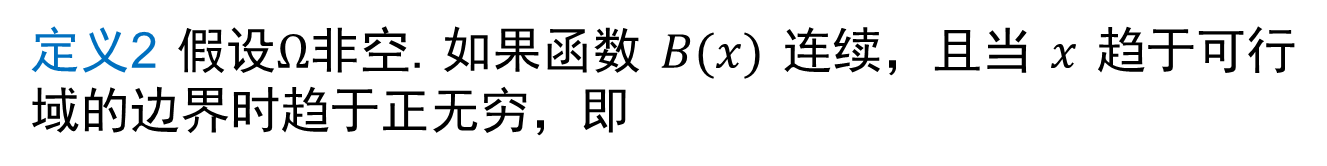 定义2 假设Ω非空. 如果函数 B(x) 连续，且当 x 趋于可行
域的边界时趋于正无穷，即